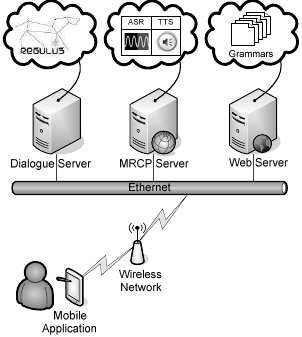 REGULUS
ASR TTS
Grammars
Dialogue Server
MRCP Server
Web Server
Ethernet
Wireless
Network
Mobile
Application